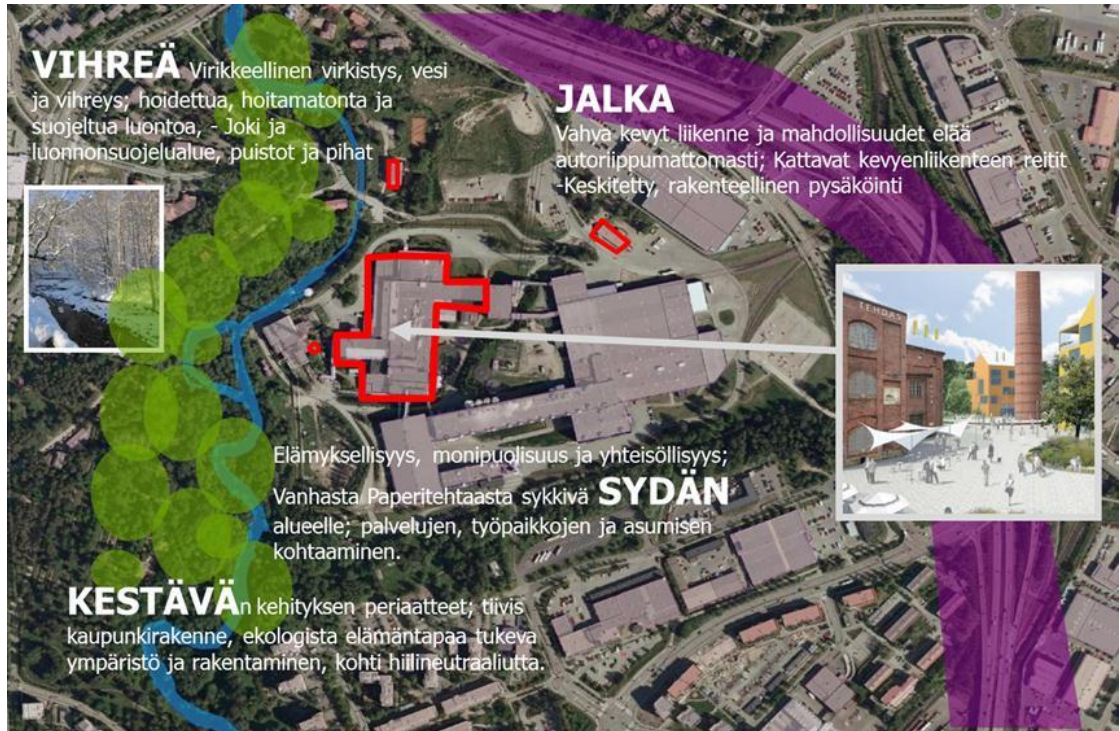 VIHREÄ Virikkeellinen virkistys, vesi
ja vihreys; hoidettua, hoitamatonta ja
suojeltua luontoa, - Joki ja
luonnonsuojelualue, puistot ja pihat
JALKA
Vahva kevyt liikenne ja mahdollisuudet elää
autoriippumattomasti; Kattavat kevyenliikenteen reitit
-Keskitetty, rakenteellinen pysäköinti
TEHDAS
Elämyksellisyys, monipuolisuus ja yhteisöllisyys;
Vanhasta Paperitehtaasta sykkivä SYDÄN
alueelle; palvelujen, työpaikkojen ja asumisen
kohtaaminen.
KESTÄVÄn kehityksen periaatteet; tiivis
kaupunkirakenne, ekologista elämäntapaa tukeva
ympäristö ja rakentaminen, kohti hiilineutraaliutta.